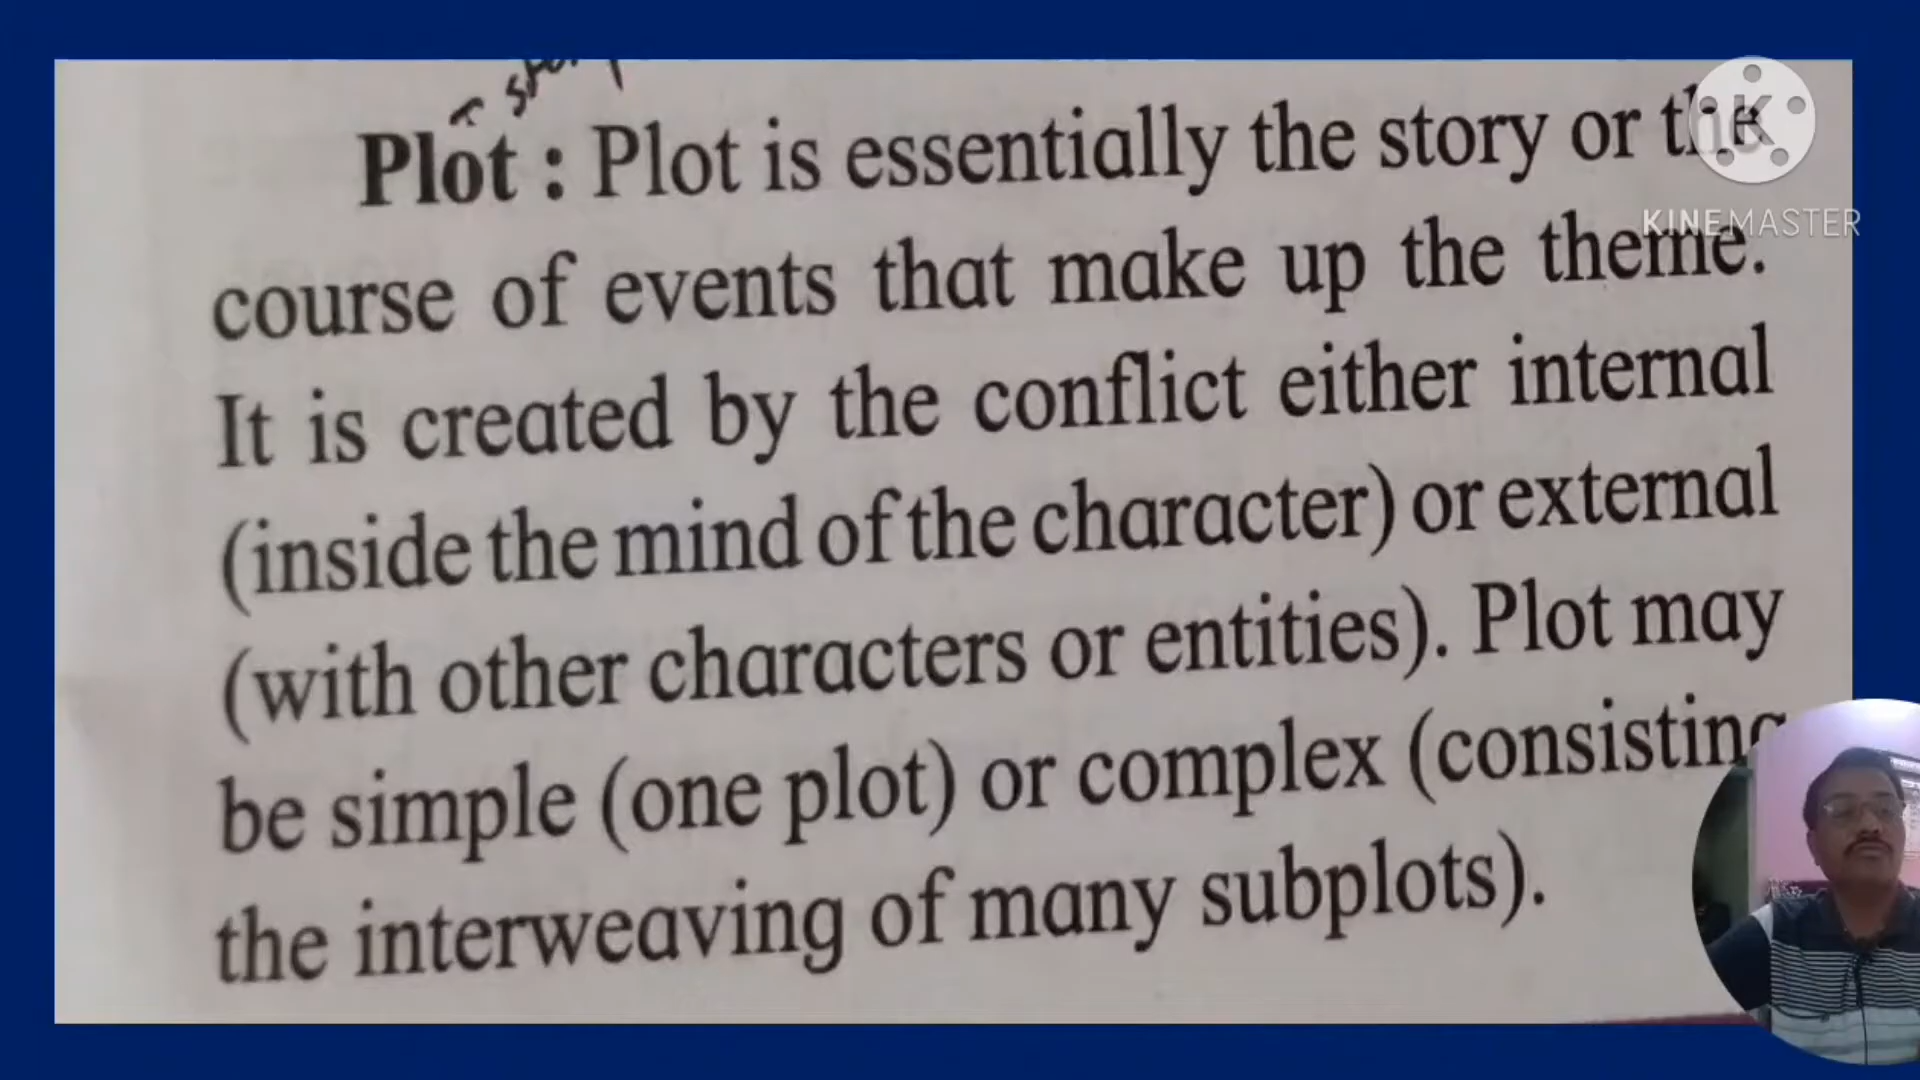 Plot : Plot is essentially the story or the
course of events that make up the theme.
It is created by the conflict either internal
(inside the mind of the character) or external
(with other characters or entities). Plot may
be simple (one plot) or complex (consisting
the interweaving of many subplots).
K
KINEMASTER